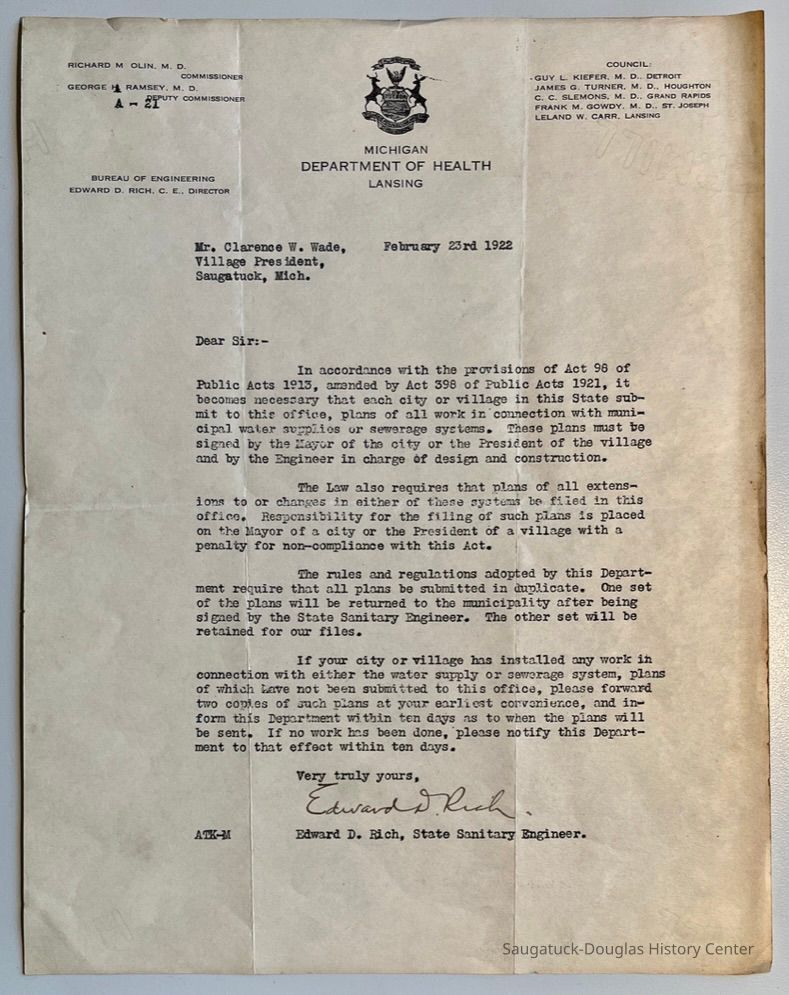 RICHARD M OLIN, M. D.
COMMISSIONER
GEORGE H. RAMSEY, M. D.
DEPUTY COMMISSIONER
A - 21
BUREAU OF ENGINEERING
EDWARD D. RICH, C. E., DIRECTOR
MICHIGAN
DEPARTMENT OF HEALTH
LANSING
COUNCIL:
GUY L. KIEFER, M. D., DETROIT
JAMES G. TURNER, M. D., HOUGHTON
C. C. SLEMONS, M. D., GRAND RAPIDS
FRANK M. GOWDY, M. D., ST. JOSEPH
LELAND W. CARR, LANSING
Mr. Clarence W. Wade, February 23rd 1922
Village President,
Saugatuck, Mich.
Dear Sir:-
In accordance with the provisions of Act 98 of
Public Acts 1913, amended by Act 398 of Public Acts 1921, it
becomes necessary that each city or village in this State sub-
mit to this office, plans of all work in connection with muni-
cipal water supplies or sewerage systems. These plans must be
signed by the Mayor of the city or the President of the village
and by the Engineer in charge of design and construction.
The Law also requires that plans of all extens-
ions to or changes in either of these systems be filed in this
office. Responsibility for the filing of such plans is placed
on the Mayor of a city or the President of a village with a
penalty for non-compliance with this Act.
The rules and regulations adopted by this Depart-
ment require that all plans be submitted in duplicate. One set
of the plans will be returned to the municipality after being
signed by the State Sanitary Engineer. The other set will be
retained for our files.
If your city or village has installed any work in
connection with either the water supply or sewerage system, plans
of which have not been submitted to this office, please forward
two copies of such plans at your earliest convenience, and in-
form this Department within ten days as to when the plans will
be sent. If no work has been done, please notify this Depart-
ment to that effect within ten days.
Very truly yours,
Edward D. Rich.
ATK-M Edward D. Rich, State Sanitary Engineer.
Saugatuck-Douglas History Center